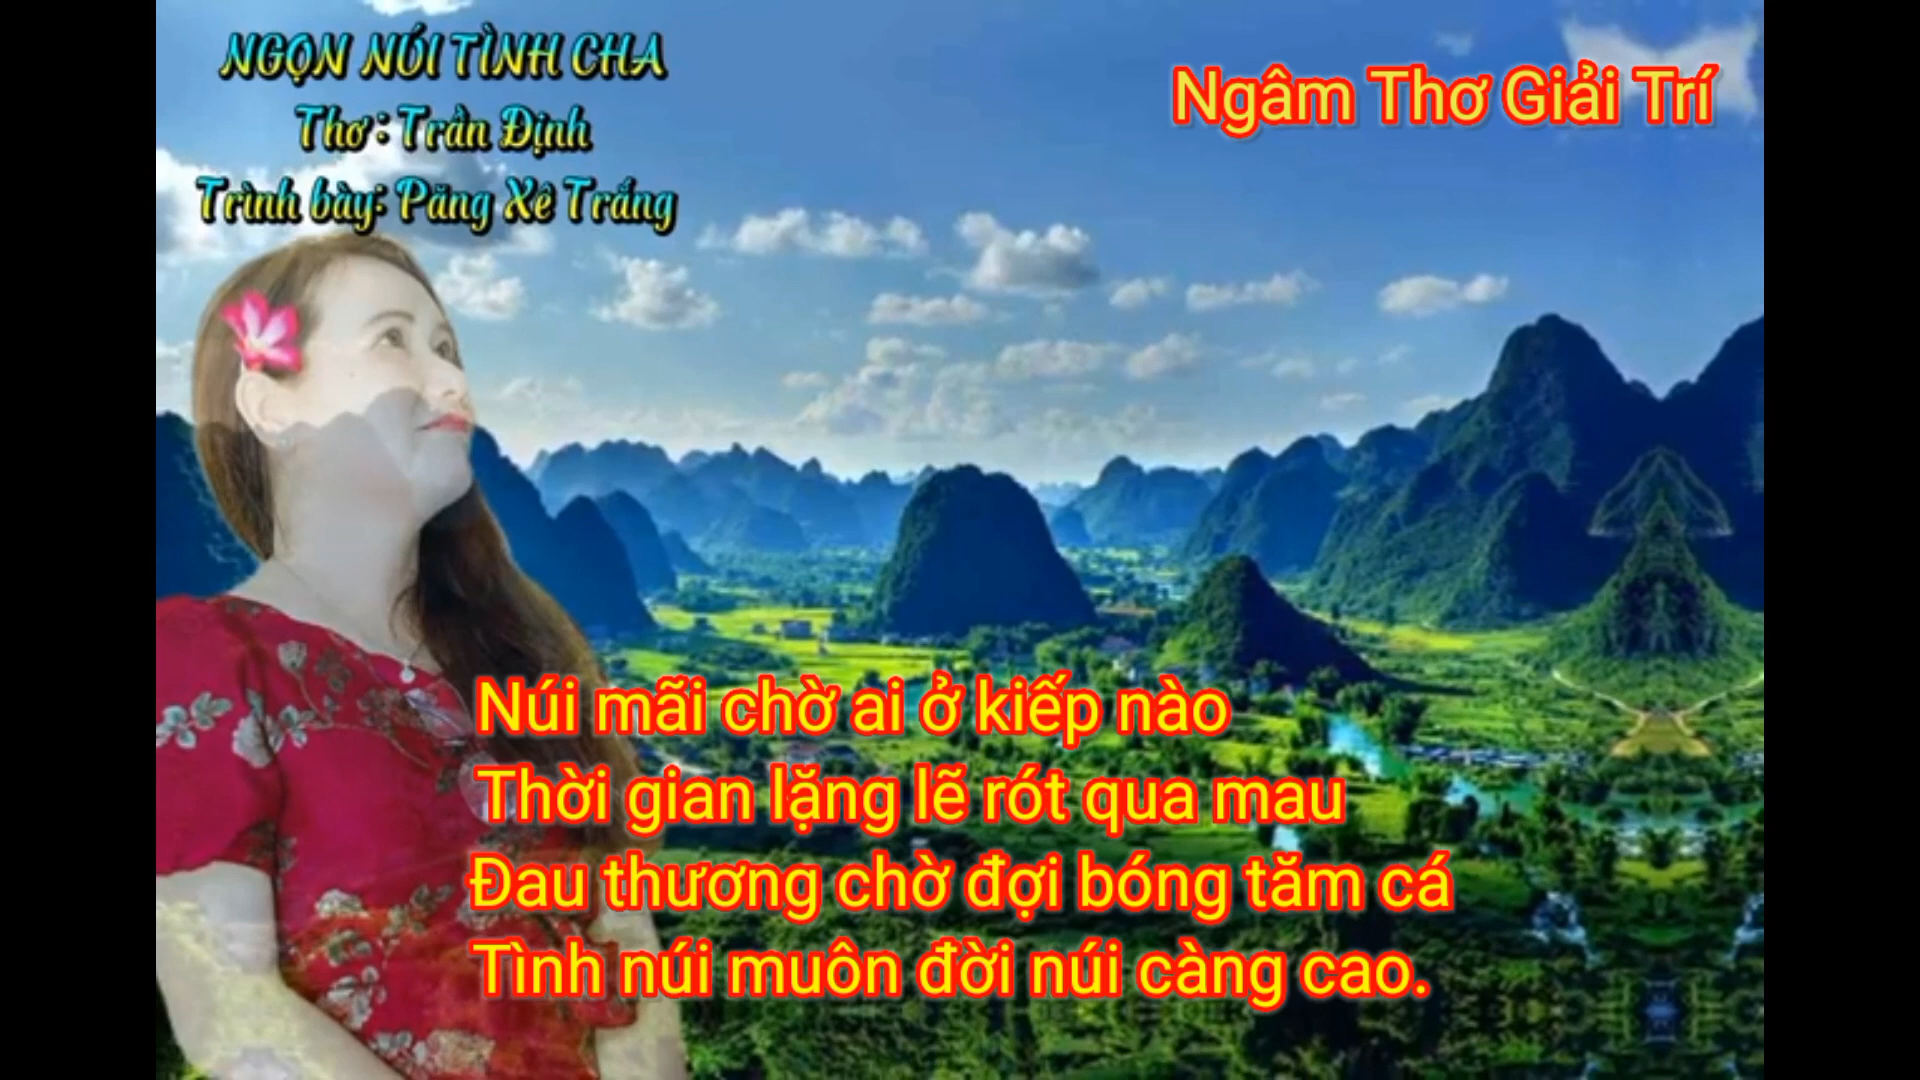 NGỌN NÚI TÌNH CHA
Thơ : Trần Định
Trình bày: Păng Xê Trắng
Ngâm Thơ Giải Trí
Núi mãi chờ ai ở kiếp nào
Thời gian lặng lẽ rót qua mau
Đau thương chờ đợi bóng tăm cá
Tình núi muôn đời núi càng cao.